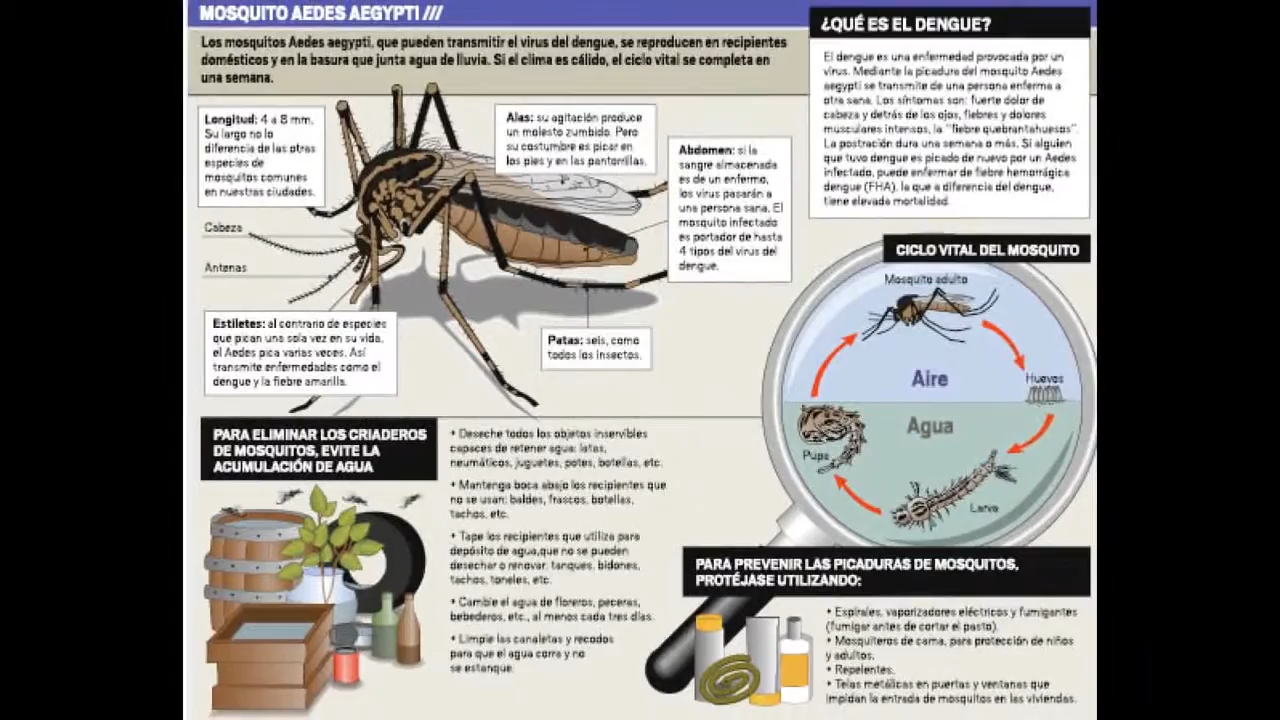 MOSQUITO AEDES AEGYPTI ///
Los mosquitos Aedes aegypti, que pueden transmitir el virus del dengue, se reproducen en recipientes
domésticos y en la basura que junta agua de lluvia. Si el clima es cálido, el ciclo vital se completa en
una semana.
Longitud: 4 a 8 mm.
Su largo no lo
diferencia de las otras
especies de
mosquitos comunes
en nuestras ciudades.
Alas: su agitación produce
un molesto zumbido. Pero
su costumbre es picar en
los pies y en las pantorrillas.
Abdomen: si la
sangre almacenada
es de un enfermo,
los virus pasarán a
una persona sana. El
mosquito infectado
es portador de hasta
4 tipos del virus del
dengue.
Cabeza
Antenas
Estiletes: al contrario de especies
que pican una sola vez en su vida,
el Aedes pica varias veces. Así
transmite enfermedades como el
dengue y la fiebre amarilla.
Patas: seis, como
todos los insectos.
¿QUÉ ES EL DENGUE?
El dengue es una enfermedad provocada por un
virus. Mediante la picadura del mosquito Aedes
aegypti se transmite de una persona enferma a
otra sana. Los síntomas son: fuerte dolor de
cabeza y detrás de los ojos, fiebres y dolores
musculares intensos, la "fiebre quebrantahuesos".
La postración dura una semana o más. Si alguien
que tuvo dengue es picado de nuevo por un Aedes
infectado, puede enfermar de fiebre hemorrágica
dengue (FHA), la que a diferencia del dengue,
tiene elevada mortalidad.
CICLO VITAL DEL MOSQUITO
Mosquito adulto
Huevos
Aire
Agua
Pupa
Larva
PARA ELIMINAR LOS CRIADEROS
DE MOSQUITOS, EVITE LA
ACUMULACIÓN DE AGUA
• Deseche todos los objetos inservibles
capaces de retener agua: latas,
neumáticos, juguetes, potes, botellas, etc.
• Mantenga boca abajo los recipientes que
no se usan: baldes, frascos, botellas,
tachos, etc.
• Tape los recipientes que utiliza para
depósito de agua,que no se pueden
desechar o renovar: tanques, bidones,
tachos, toneles, etc.
• Cambie el agua de floreros, peceras,
bebederos, etc., al menos cada tres días.
• Limpie las canaletas y recodos
para que el agua corra y no
se estanque.
PARA PREVENIR LAS PICADURAS DE MOSQUITOS,
PROTÉJASE UTILIZANDO:
• Espirales, vaporizadores eléctricos y fumigantes
(fumigar antes de cortar el pasto).
• Mosquiteros de cama, para protección de niños
y adultos.
• Repelentes.
• Telas metálicas en puertas y ventanas que
impidan la entrada de mosquitos en las viviendas.